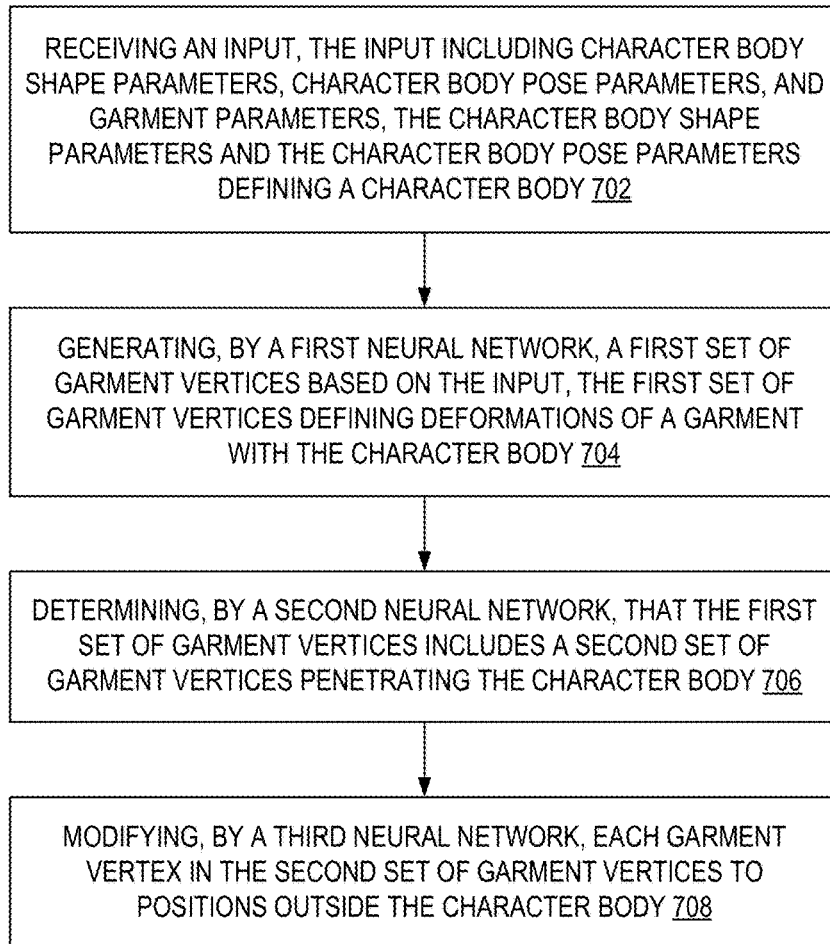 RECEIVING AN INPUT, THE INPUT INCLUDING CHARACTER BODY
SHAPE PARAMETERS, CHARACTER BODY POSE PARAMETERS, AND
GARMENT PARAMETERS, THE CHARACTER BODY SHAPE
PARAMETERS AND THE CHARACTER BODY POSE PARAMETERS
DEFINING A CHARACTER BODY 702
GENERATING, BY A FIRST NEURAL NETWORK, A FIRST SET OF
GARMENT VERTICES BASED ON THE INPUT, THE FIRST SET OF
GARMENT VERTICES DEFINING DEFORMATIONS OF A GARMENT
WITH THE CHARACTER BODY 704
DETERMINING, BY A SECOND NEURAL NETWORK, THAT THE FIRST
SET OF GARMENT VERTICES INCLUDES A SECOND SET OF
GARMENT VERTICES PENETRATING THE CHARACTER BODY 706
MODIFYING, BY A THIRD NEURAL NETWORK, EACH GARMENT
VERTEX IN THE SECOND SET OF GARMENT VERTICES TO
POSITIONS OUTSIDE THE CHARACTER BODY 708